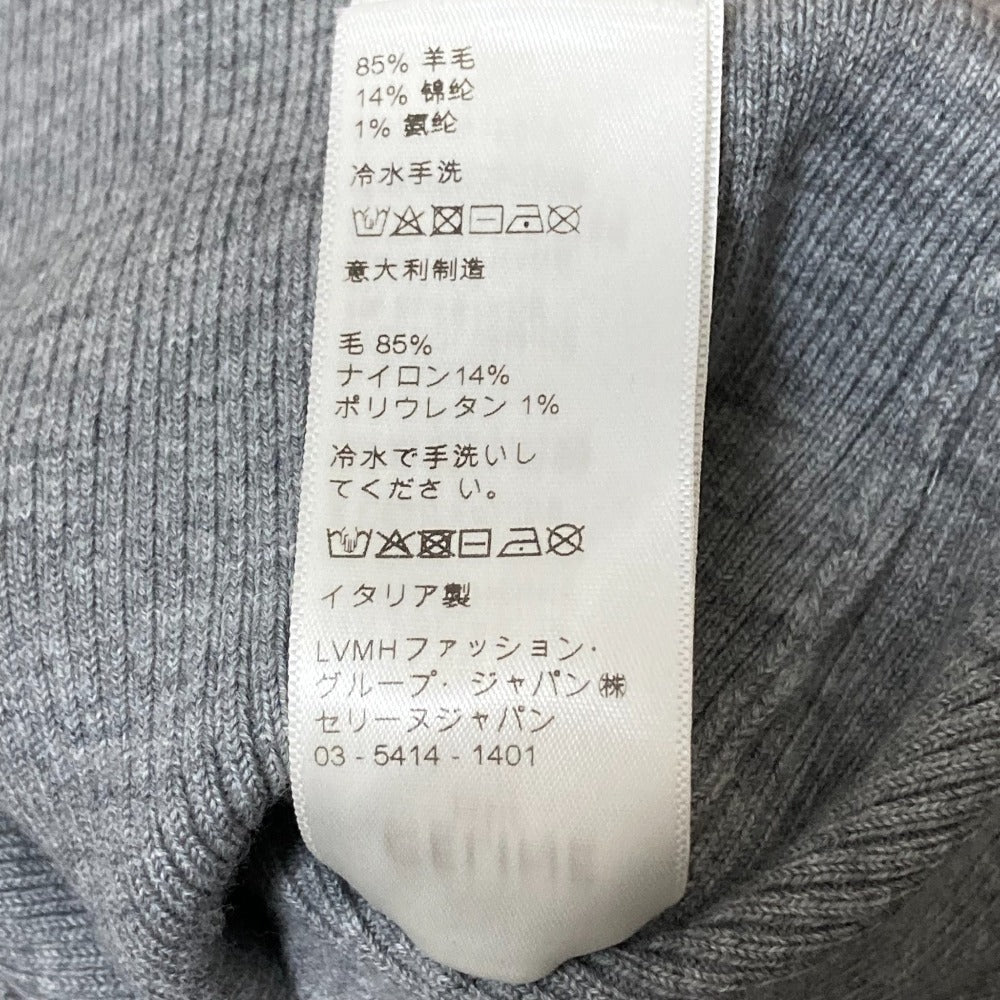 85% 羊毛
14% 锦纶
1% 氨纶
冷水手洗
意大利制造
毛 85%
ナイロン14%
ポリウレタン 1%
冷水で手洗いし
てくださ い。
イタリア製
LVMHファッション・
グループ・ジャパン㈱
セリーヌジャパン
03 - 5414 - 1401